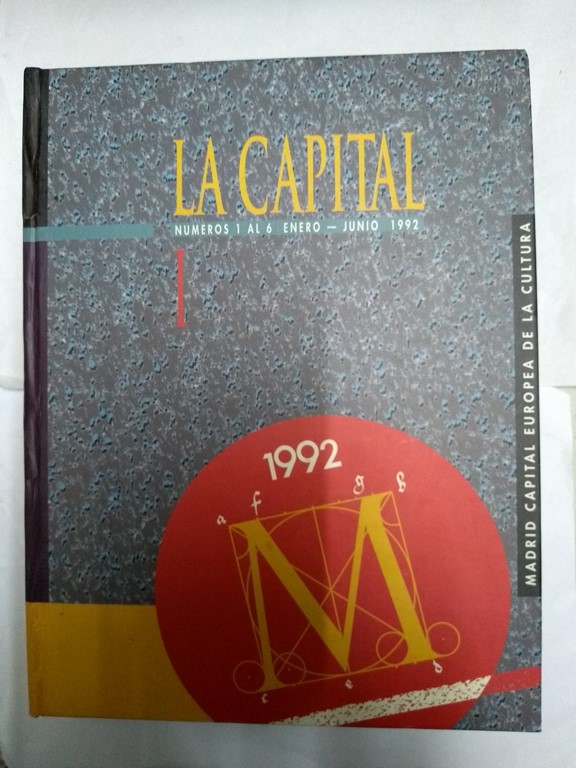 LA CAPITAL
NUMEROS 1 AL 6 ENERO — JUNIO 1992
I
MADRID CAPITAL EUROPEA DE LA CULTURA
1992
a f g b
M
c e d